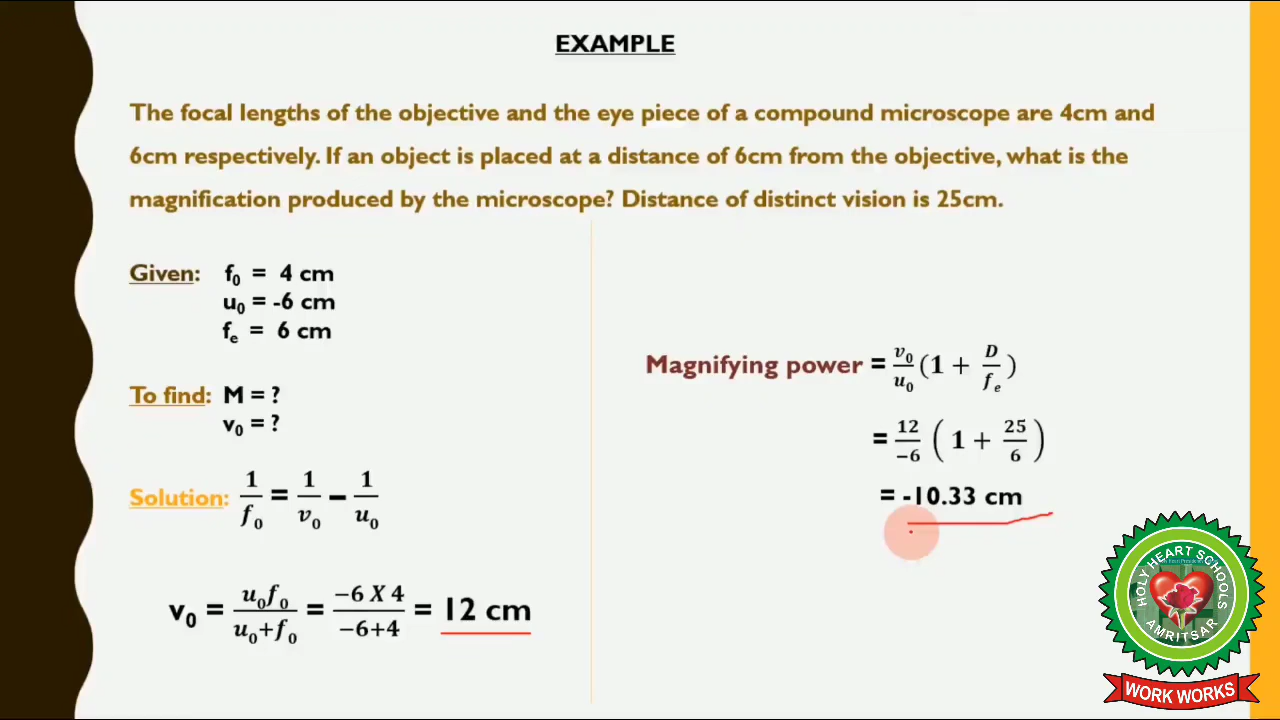 EXAMPLE
The focal lengths of the objective and the eye piece of a compound microscope are 4cm and
6cm respectively. If an object is placed at a distance of 6cm from the objective, what is the
magnification produced by the microscope? Distance of distinct vision is 25cm.
Given: f₀ = 4 cm
u₀ = -6 cm
fₑ = 6 cm
To find: M = ?
v₀ = ?
Solution: 1/f₀ = 1/v₀ – 1/u₀
v₀ = u₀f₀/u₀+f₀ = −6 X 4/−6+4 = 12 cm
Magnifying power = v₀/u₀ (1 + D/fₑ)
= 12/−6 (1 + 25/6)
= -10.33 cm
HOLY HEART SCHOOLS
AMRITSAR
WORK WORKS